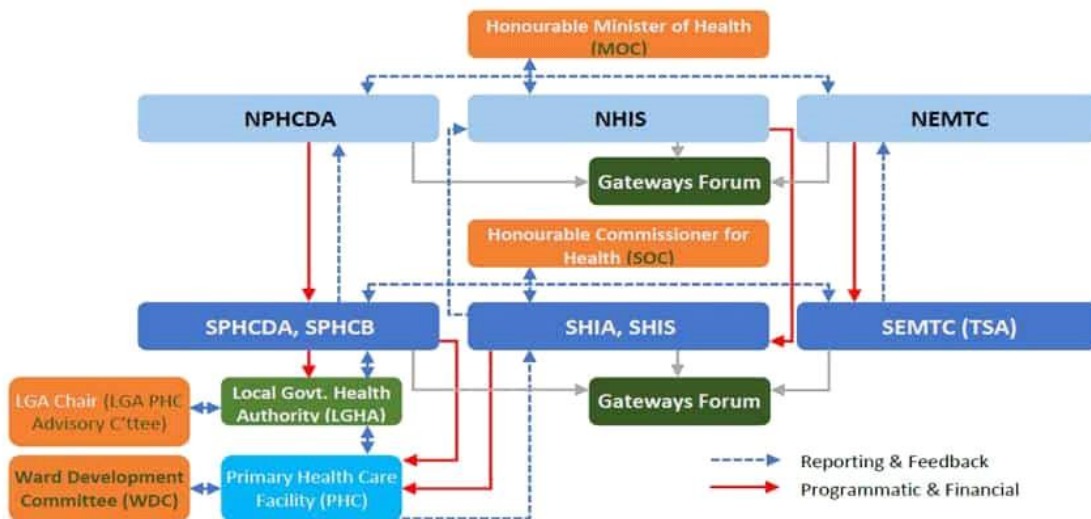 Honourable Minister of Health
(MOC)
NPHCDA
NHIS
NEMTC
Gateways Forum
Honourable Commissioner for
Health (SOC)
SPHCDA, SPHCB
SHIA, SHIS
SEMTC (TSA)
LGA Chair (LGA PHC
Advisory C'ttee)
Local Govt. Health
Authority (LGHA)
Gateways Forum
Ward Development
Committee (WDC)
Primary Health Care
Facility (PHC)
Reporting & Feedback
Programmatic & Financial